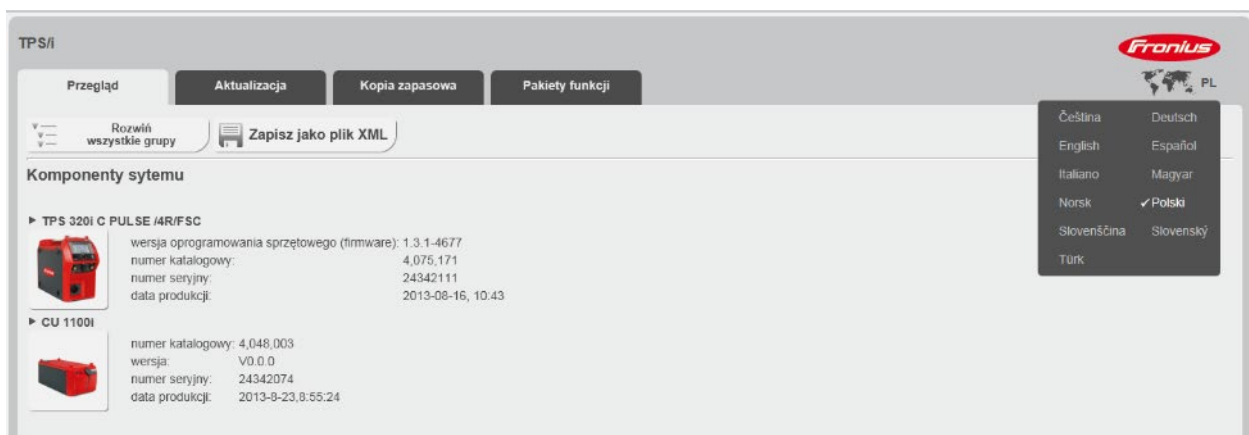 TPS/i
Fronius
Przegląd
Aktualizacja
Kopia zapasowa
Pakiety funkcji
PL
Rozwiń
wszystkie grupy
Zapisz jako plik XML
Čeština Deutsch
English Español
Italiano Magyar
Norsk ✓Polski
Slovenščina Slovenský
Türk
Komponenty sytemu
TPS 320i C PULSE /4R/FSC
wersja oprogramowania sprzętowego (firmware): 1.3.1-4677
numer katalogowy: 4,075,171
numer seryjny: 24342111
data produkcji: 2013-08-16, 10:43
CU 1100i
numer katalogowy: 4,048,003
wersja: V0.0.0
numer seryjny: 24342074
data produkcji: 2013-8-23,8:55:24